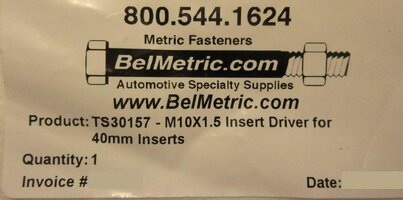 800.544.1624
Metric Fasteners
BelMetric.com
Automotive Specialty Supplies
www.BelMetric.com
Product: TS30157 - M10X1.5 Insert Driver for
40mm Inserts
Quantity: 1
Invoice #
Date: